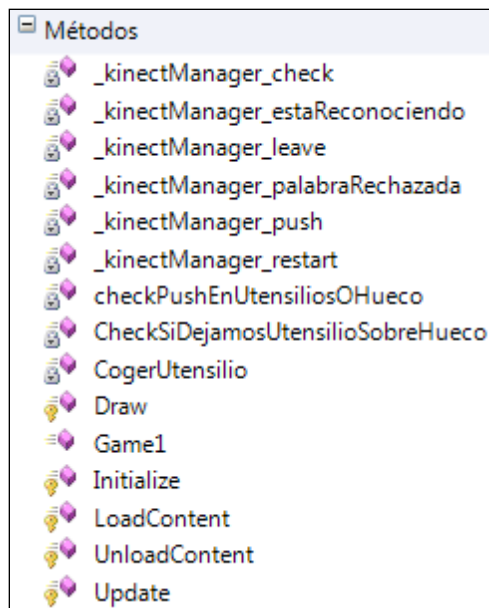 Métodos
_kinectManager_check
_kinectManager_estaReconociendo
_kinectManager_leave
_kinectManager_palabraRechazada
_kinectManager_push
_kinectManager_restart
checkPushEnUtensiliosOHueco
CheckSiDejamosUtensilioSobreHueco
CogerUtensilio
Draw
Game1
Initialize
LoadContent
UnloadContent
Update